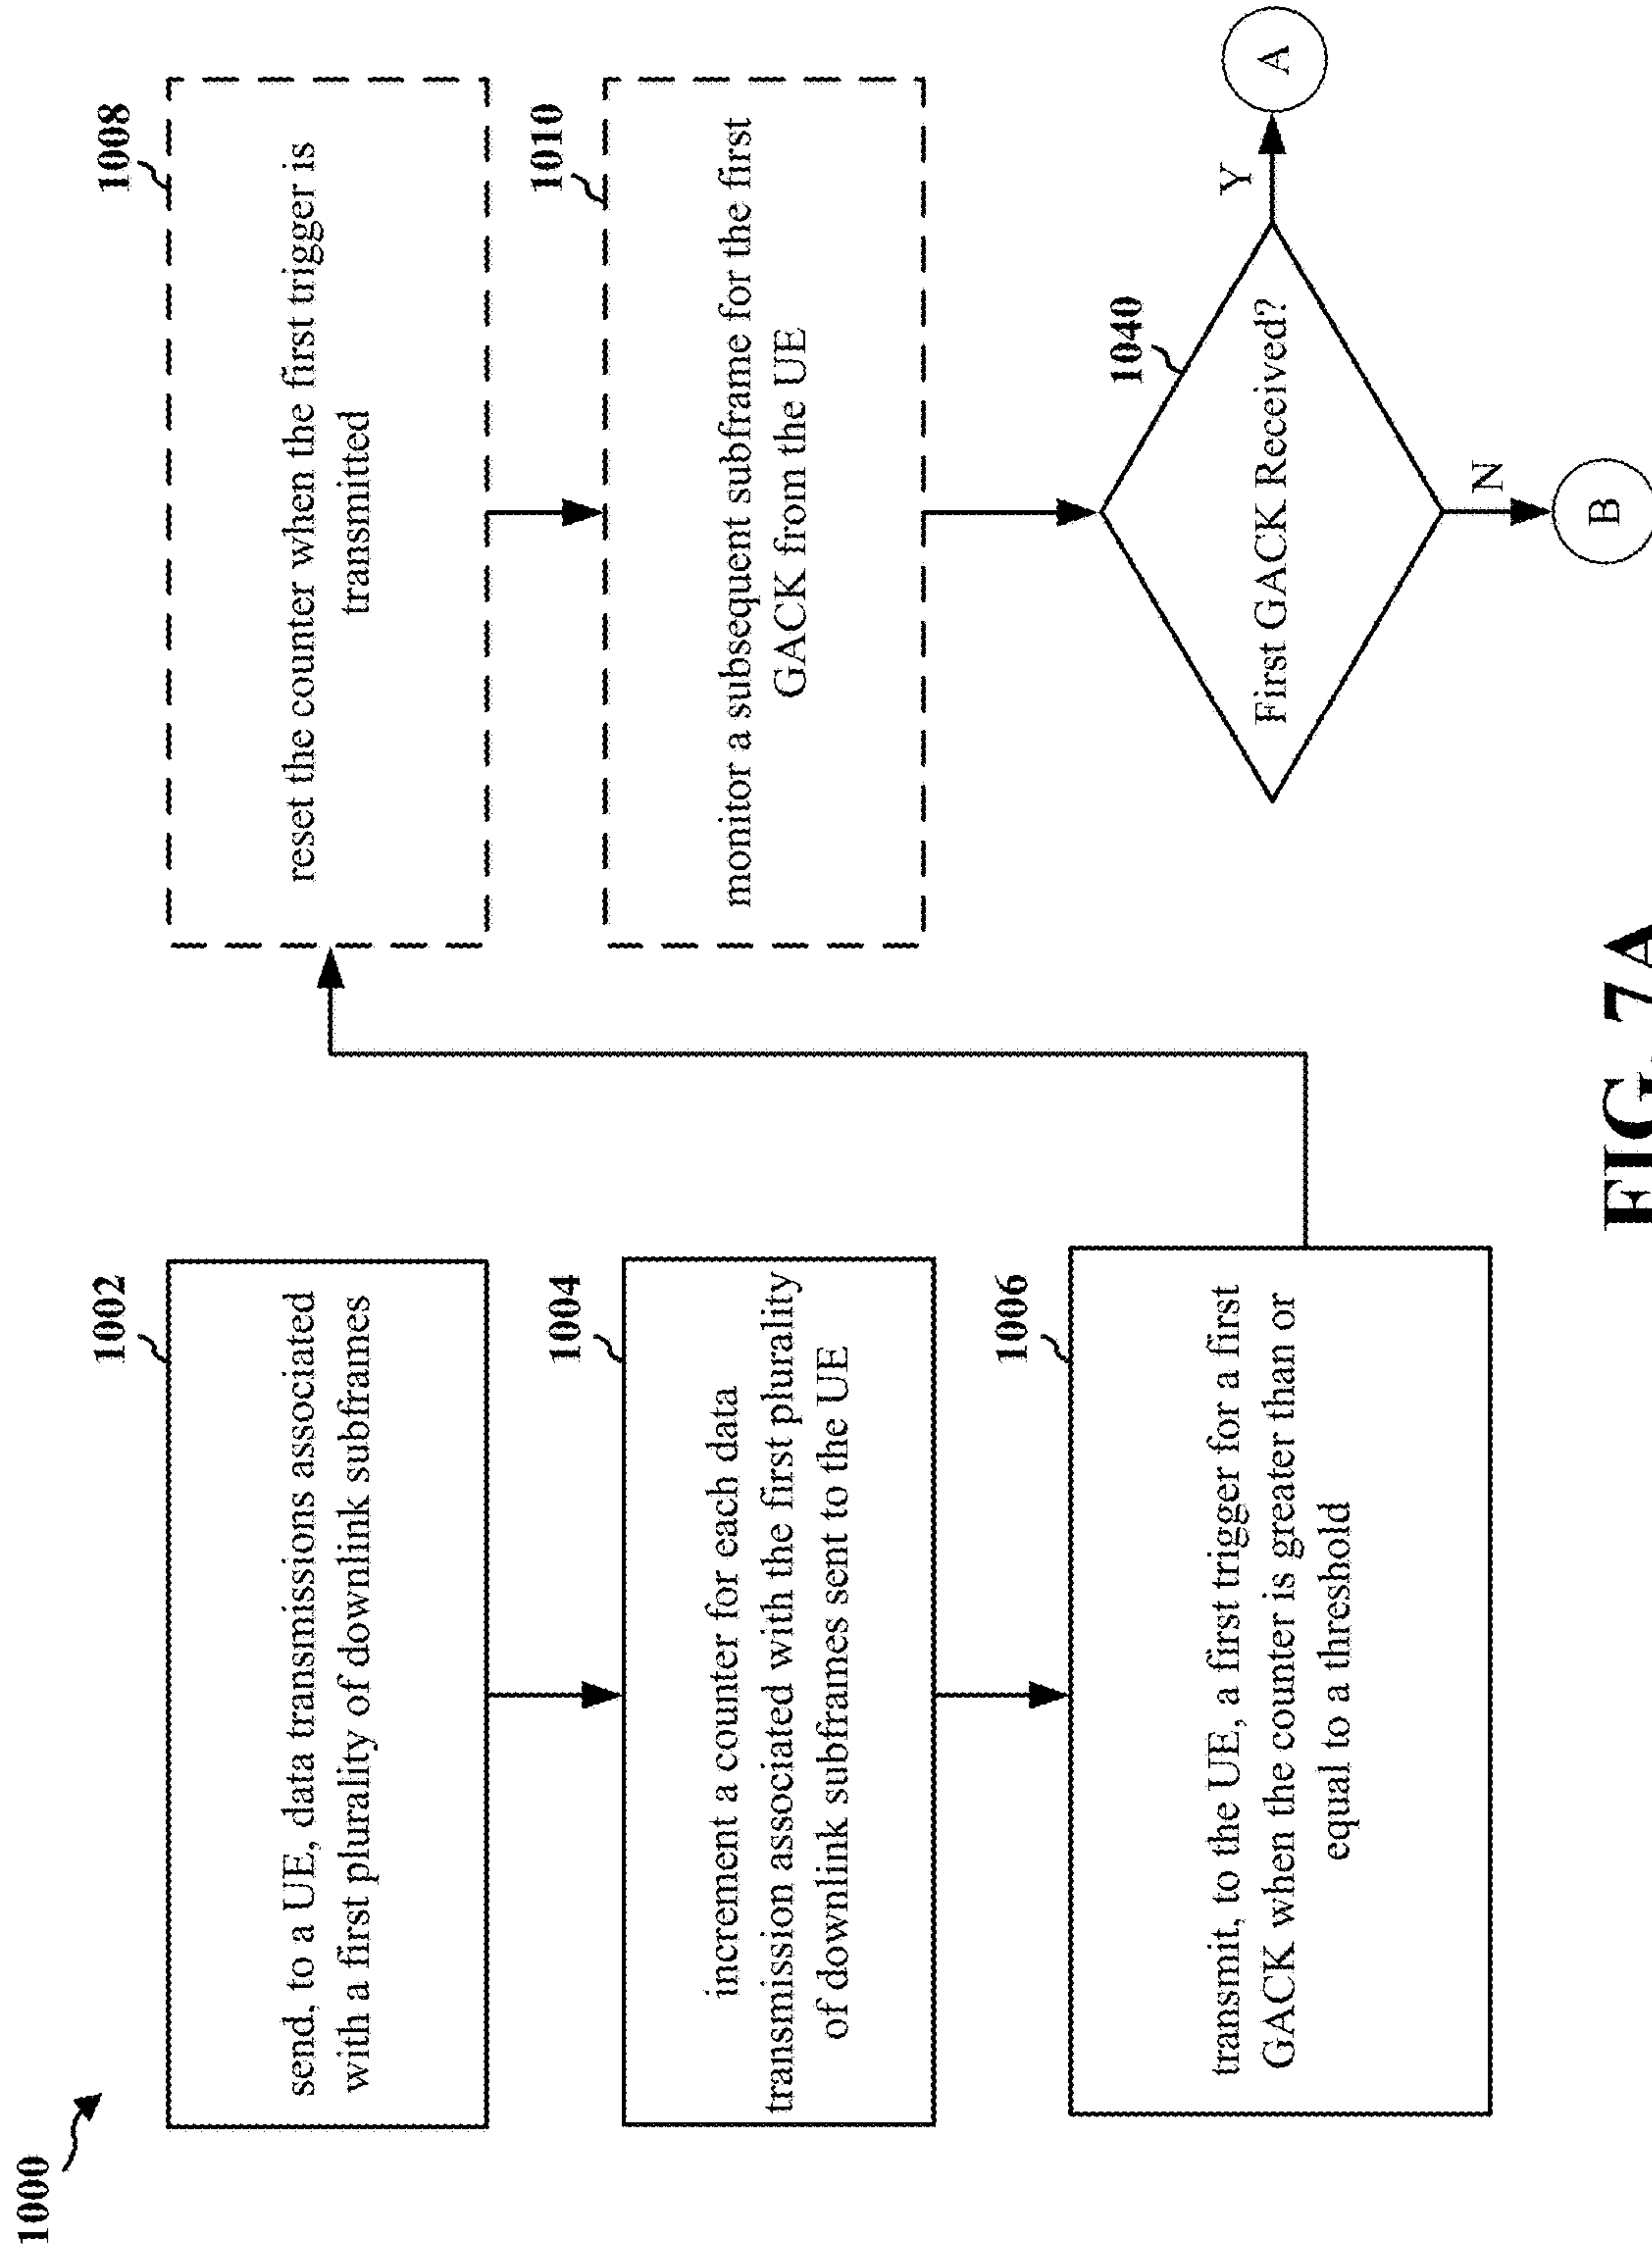 1000
1002
send, to a UE, data transmissions associated
with a first plurality of downlink subframes
1004
increment a counter for each data
transmission associated with the first plurality
of downlink subframes sent to the UE
1006
transmit, to the UE, a first trigger for a first
GACK when the counter is greater than or
equal to a threshold
1008
reset the counter when the first trigger is
transmitted
1010
monitor a subsequent subframe for the first
GACK from the UE
1040
First GACK Received?
Y
A
N
B
FIG. 7A